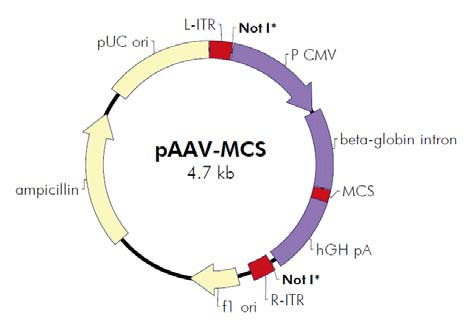 L-ITR
Not I*
pUC ori
P CMV
pAAV-MCS
4.7 kb
beta-globin intron
ampicillin
MCS
hGH pA
Not I*
R-ITR
f1 ori